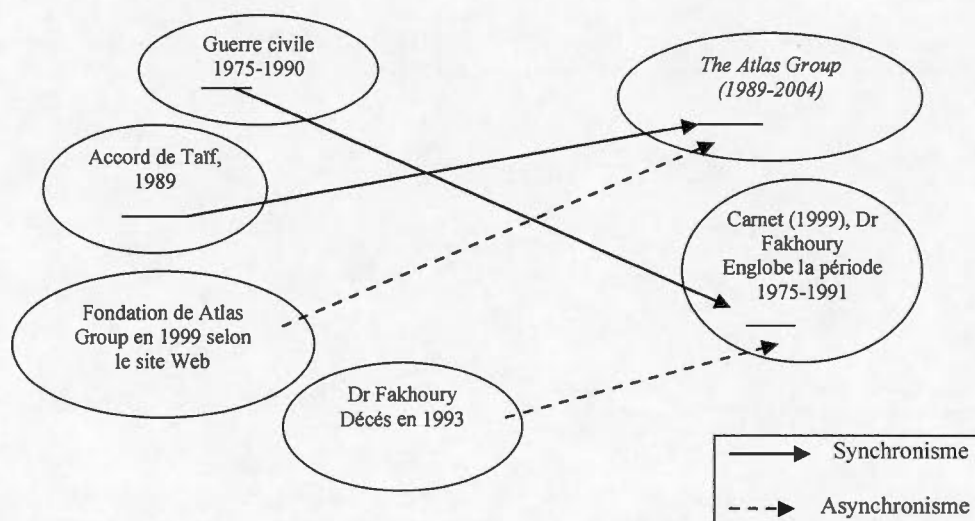 Guerre civile
1975-1990
The Atlas Group
(1989-2004)
Accord de Taïf,
1989
Carnet (1999), Dr
Fakhoury
Englobe la période
1975-1991
Fondation de Atlas
Group en 1999 selon
le site Web
Dr Fakhoury
Décés en 1993
Synchronisme
Asynchronisme